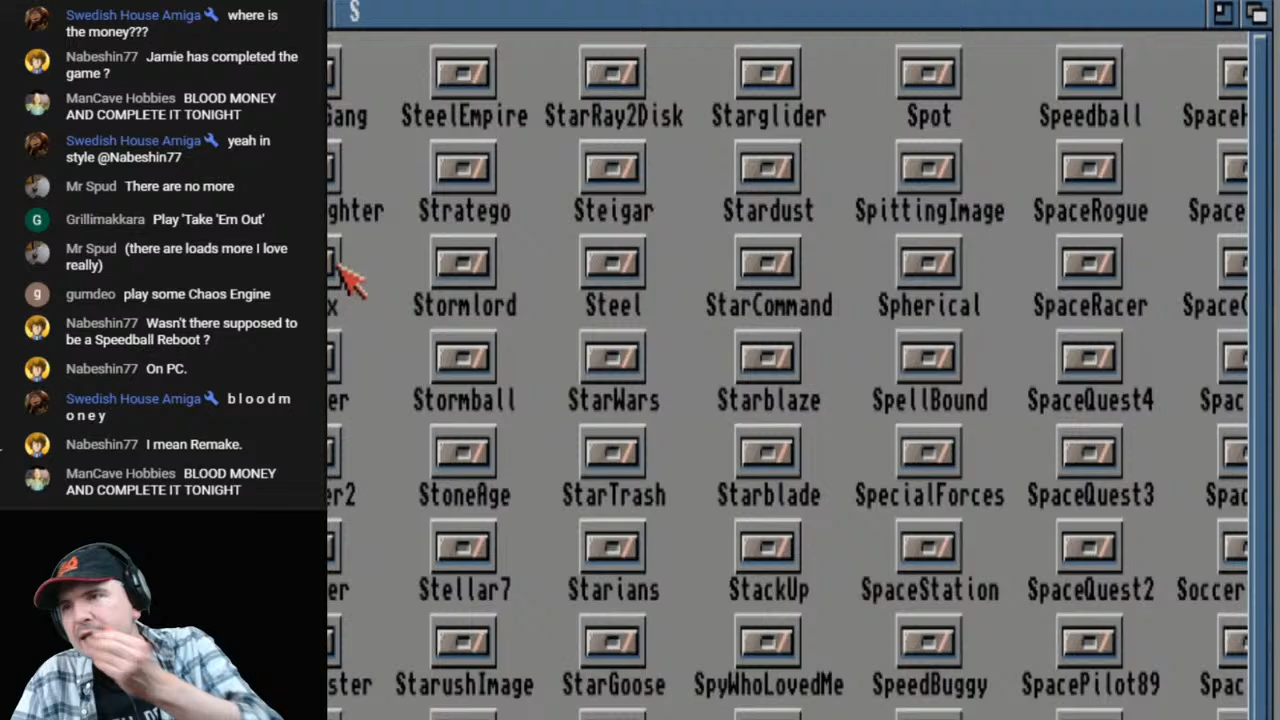 Swedish House Amiga where is
the money???
Nabeshin77 Jamie has completed the
game ?
ManCave Hobbies BLOOD MONEY
AND COMPLETE IT TONIGHT
Swedish House Amiga yeah in
style @Nabeshin77
Mr Spud There are no more
Grillimakkara Play 'Take 'Em Out'
Mr Spud (there are loads more I love
really)
gumdeo play some Chaos Engine
Nabeshin77 Wasn't there supposed to
be a Speedball Reboot ?
Nabeshin77 On PC.
Swedish House Amiga b l o o d m
o n e y
Nabeshin77 I mean Remake.
ManCave Hobbies BLOOD MONEY
AND COMPLETE IT TONIGHT
S
Gang SteelEmpire StarRay2Disk Starglider Spot Speedball SpaceH
ghter Stratego Steigar Stardust SpittingImage SpaceRogue Space
x Stormlord Steel StarCommand Spherical SpaceRacer Space
er Stormball StarWars Starblaze SpellBound SpaceQuest4 Spac
er2 StoneAge StarTrash Starblade SpecialForces SpaceQuest3 Spac
er Stellar7 Starians StackUp SpaceStation SpaceQuest2 Soccer
ster StarushImage StarGoose SpyWhoLovedMe SpeedBuggy SpacePilot89 Spac